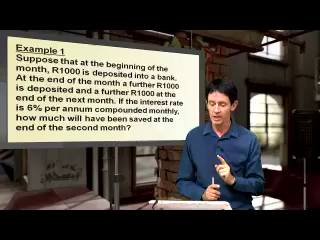 Example 1
Suppose that at the beginning of the
month, R1000 is deposited into a bank.
At the end of the month a further R1000
is deposited and a further R1000 at the
end of the next month. If the interest rate
is 6% per annum compounded monthly,
how much will have been saved at the
end of the second month?